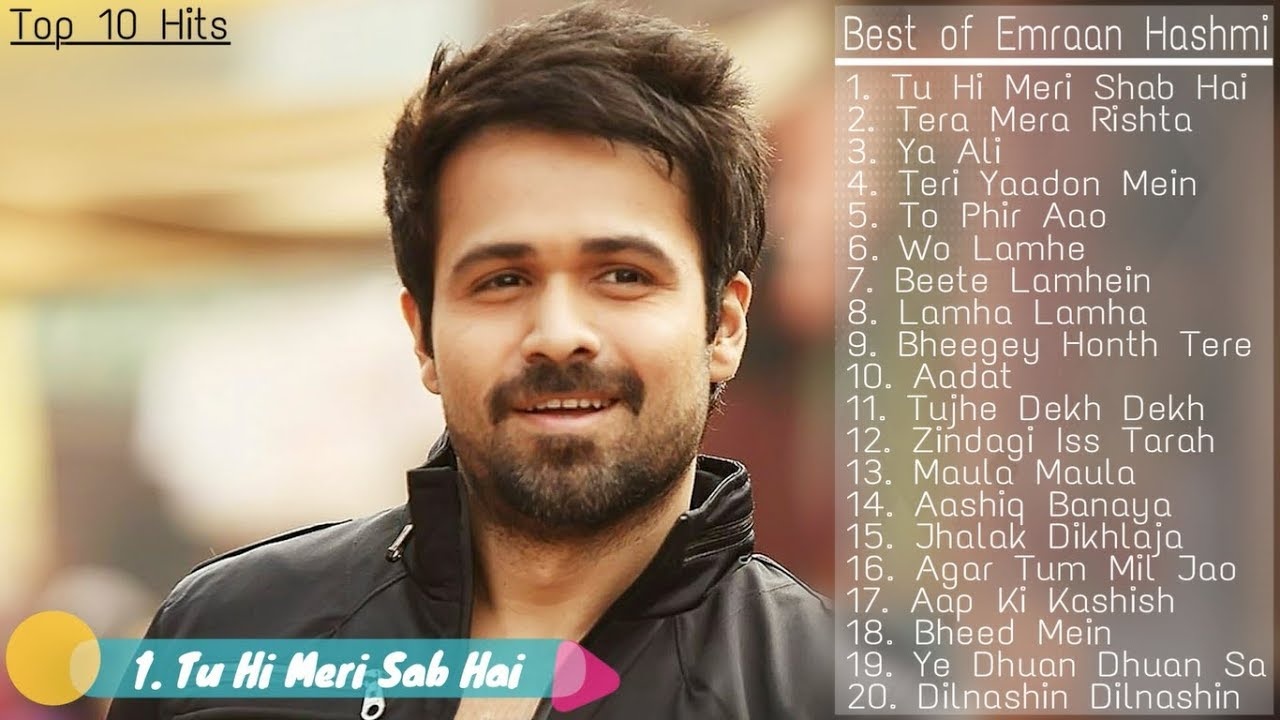 Top 10 Hits
Best of Emraan Hashmi
1. Tu Hi Meri Shab Hai
2. Tera Mera Rishta
3. Ya Ali
4. Teri Yaadon Mein
5. To Phir Aao
6. Wo Lamhe
7. Beete Lamhein
8. Lamha Lamha
9. Bheegey Honth Tere
10. Aadat
11. Tujhe Dekh Dekh
12. Zindagi Iss Tarah
13. Maula Maula
14. Aashiq Banaya
15. Jhalak Dikhlaja
16. Agar Tum Mil Jao
17. Aap Ki Kashish
18. Bheed Mein
19. Ye Dhuan Dhuan Sa
20. Dilnashin Dilnashin
1. Tu Hi Meri Sab Hai